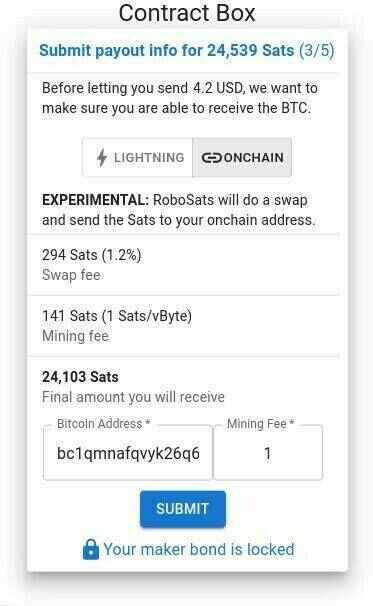 Contract Box
Submit payout info for 24,539 Sats (3/5)
Before letting you send 4.2 USD, we want to
make sure you are able to receive the BTC.
LIGHTNING
ONCHAIN
EXPERIMENTAL: RoboSats will do a swap
and send the Sats to your onchain address.
294 Sats (1.2%)
Swap fee
141 Sats (1 Sats/vByte)
Mining fee
24,103 Sats
Final amount you will receive
Bitcoin Address *
bc1qmnafqvyk26q6
Mining Fee *
1
SUBMIT
Your maker bond is locked